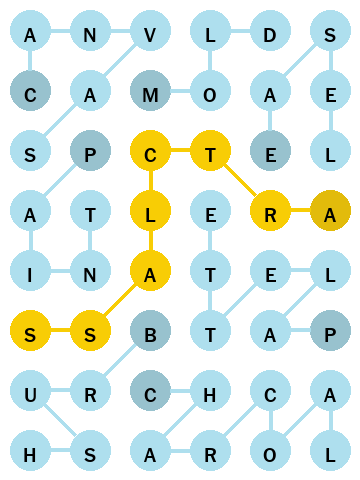 A N V L D S
C A M O A E
S P C T E L
A T L E R A
I N A T E L
S S B T A P
U R C H C A
H S A R O L